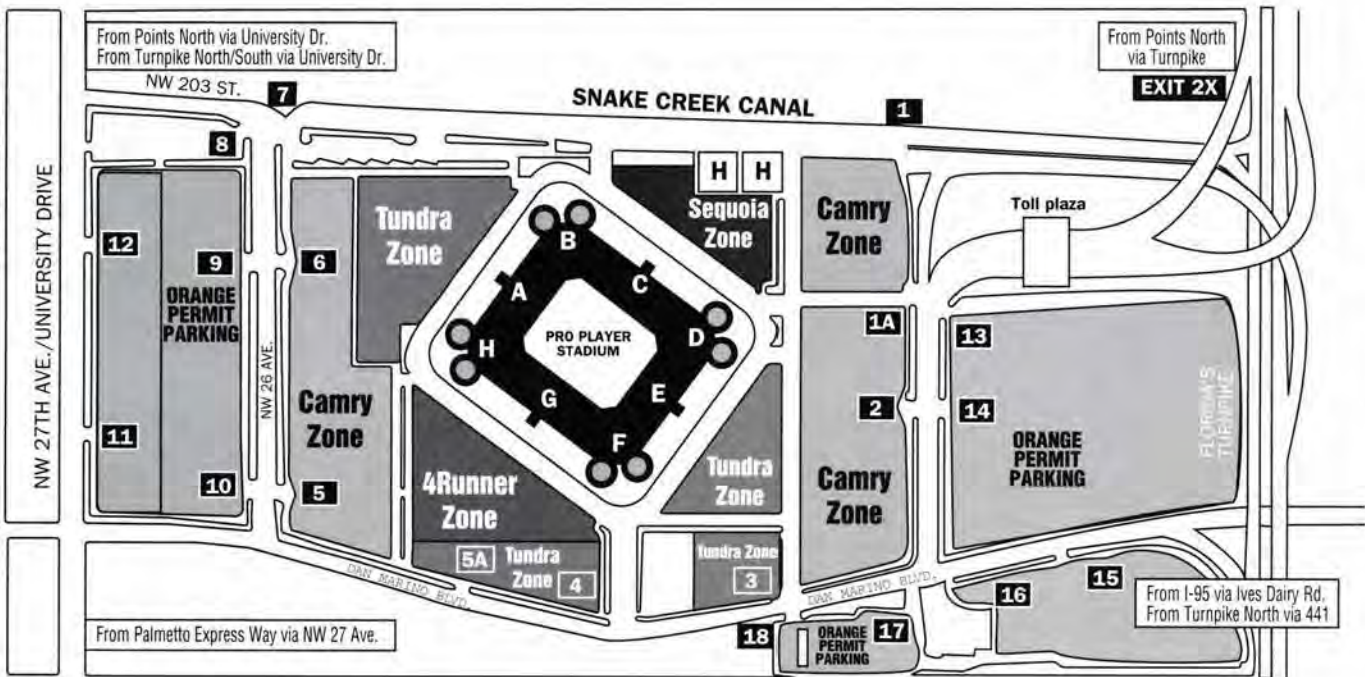 From Points North via University Dr.
From Turnpike North/South via University Dr.
From Points North
via Turnpike
EXIT 2X
NW 203 ST.
7
SNAKE CREEK CANAL
1
8
H H
Sequoia
Zone
Camry
Zone
Toll plaza
Tundra
Zone
NW 27TH AVE./UNIVERSITY DRIVE
12
9
ORANGE
PERMIT
PARKING
6
B
A
C
D
H
G
E
F
PRO PLAYER
STADIUM
1A
13
NW 26 AVE.
Camry
Zone
2
14
FLORIDA'S
TURNPIKE
11
10
5
ORANGE
PERMIT
PARKING
4Runner
Zone
Tundra
Zone
Camry
Zone
5A
Tundra
Zone
4
Tundra Zone
3
DAN MARINO BLVD.
DAN MARINO BLVD.
16
15
From I-95 via Ives Dairy Rd.
From Turnpike North via 441
From Palmetto Express Way via NW 27 Ave.
18
ORANGE
PERMIT
PARKING
17